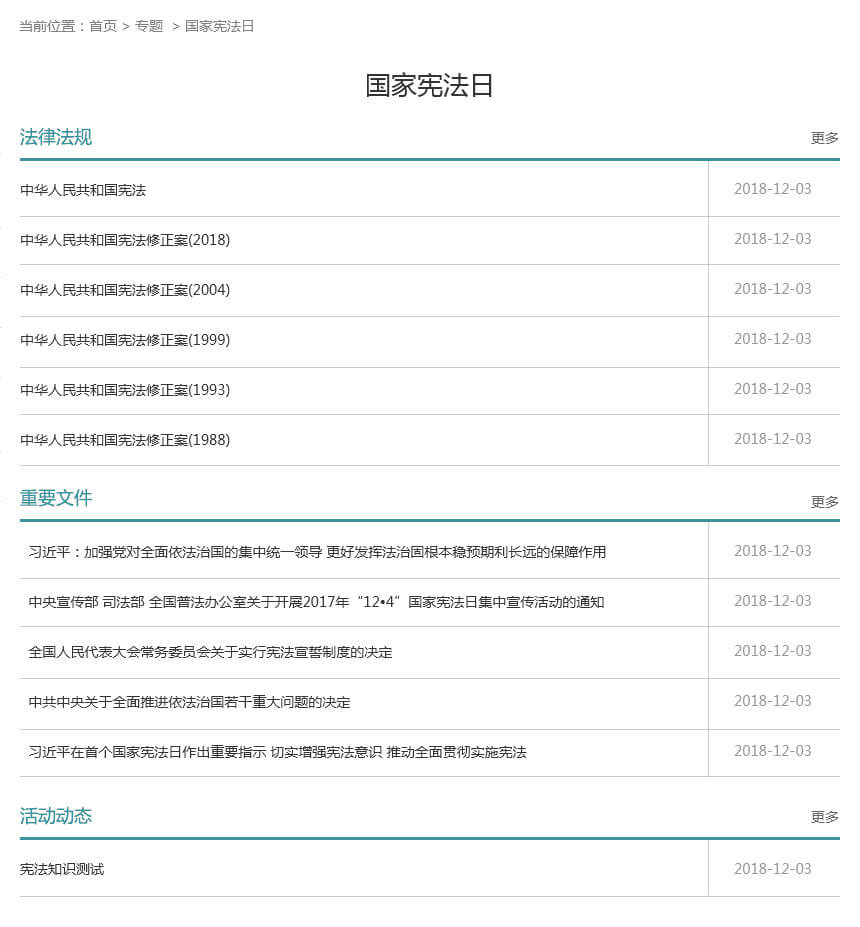 当前位置：首页 > 专题 > 国家宪法日
国家宪法日
法律法规 更多
中华人民共和国宪法 2018-12-03
中华人民共和国宪法修正案(2018) 2018-12-03
中华人民共和国宪法修正案(2004) 2018-12-03
中华人民共和国宪法修正案(1999) 2018-12-03
中华人民共和国宪法修正案(1993) 2018-12-03
中华人民共和国宪法修正案(1988) 2018-12-03
重要文件 更多
习近平：加强党对全面依法治国的集中统一领导 更好发挥法治固根本稳预期利长远的保障作用 2018-12-03
中央宣传部 司法部 全国普法办公室关于开展2017年“12•4”国家宪法日集中宣传活动的通知 2018-12-03
全国人民代表大会常务委员会关于实行宪法宣誓制度的决定 2018-12-03
中共中央关于全面推进依法治国若干重大问题的决定 2018-12-03
习近平在首个国家宪法日作出重要指示 切实增强宪法意识 推动全面贯彻实施宪法 2018-12-03
活动动态 更多
宪法知识测试 2018-12-03